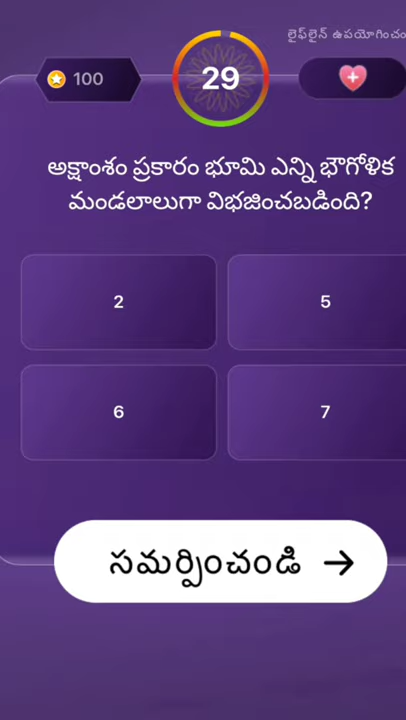 లైఫ్‌లైన్ ఉపయోగించం
100
29
అక్షాంశం ప్రకారం భూమి ఎన్ని భౌగోళిక
మండలాలుగా విభజించబడింది?
2
5
6
7
సమర్పించండి →